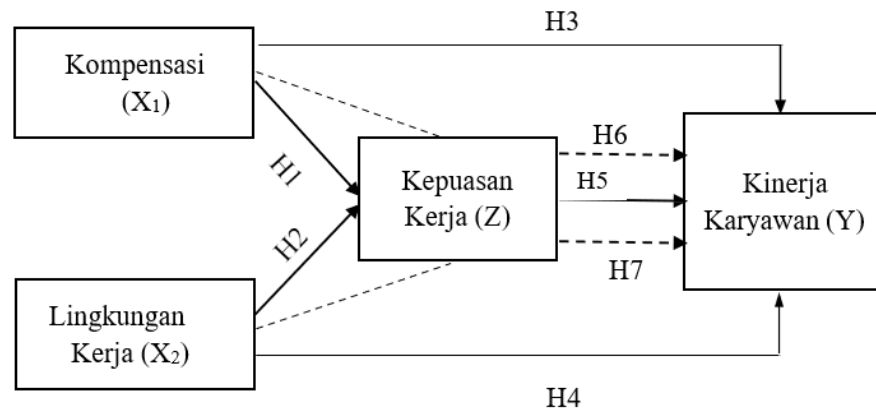 H3
Kompensasi
(X₁)
H1
H6
Kepuasan
Kerja (Z)
H5
Kinerja
Karyawan (Y)
H2
H7
Lingkungan
Kerja (X₂)
H4